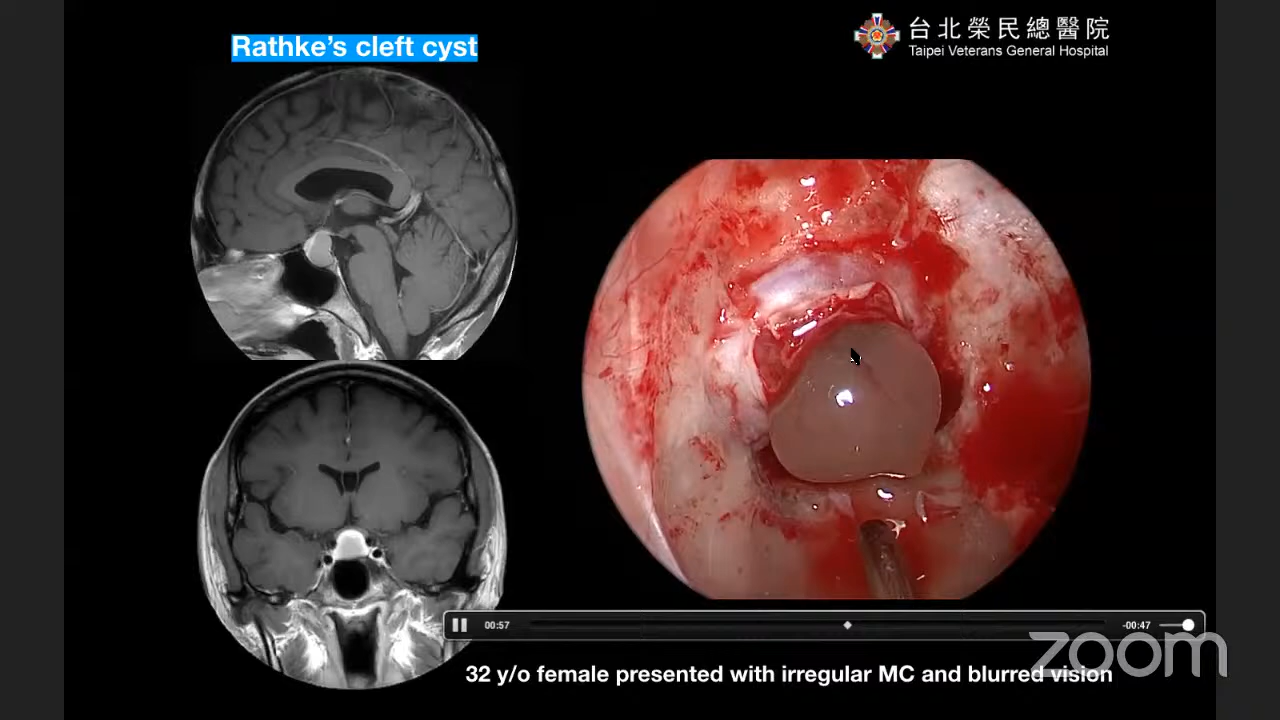 Rathke's cleft cyst
台北榮民總醫院
Taipei Veterans General Hospital
00:57
-00:47
32 y/o female presented with irregular MC and blurred vision
zoom